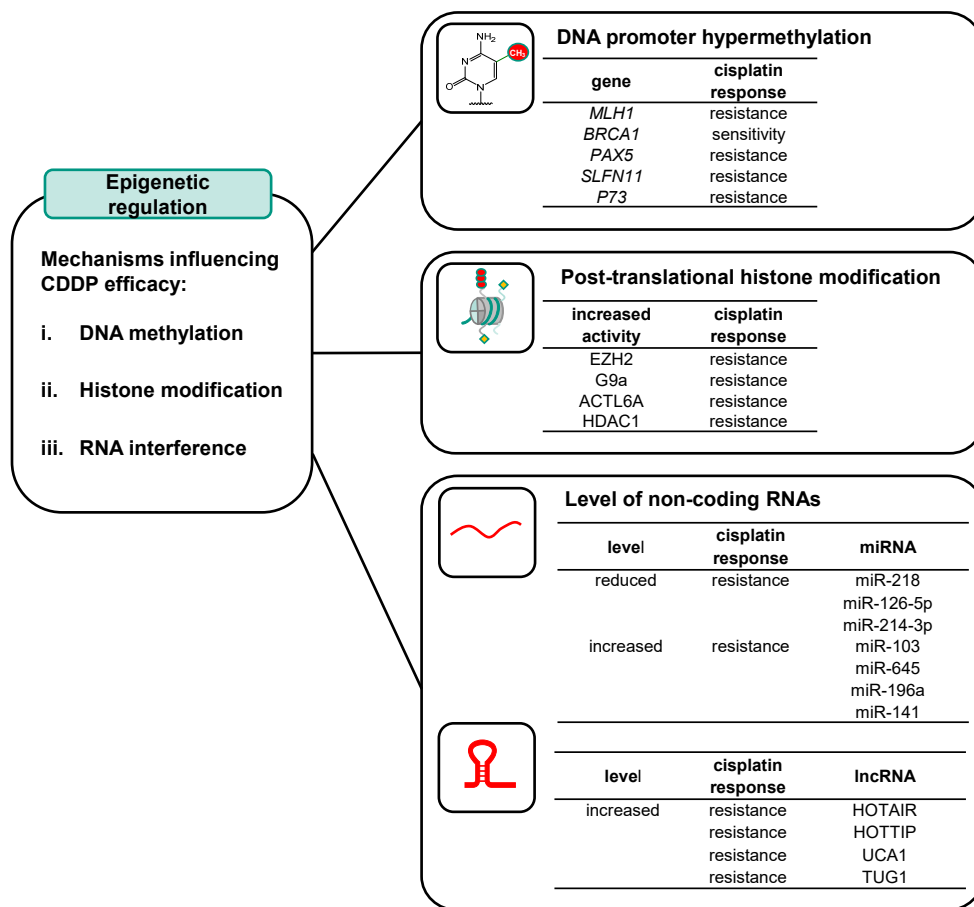 Epigenetic
regulation
Mechanisms influencing
CDDP efficacy:
i. DNA methylation
ii. Histone modification
iii. RNA interference
NH2
CH3
N
O
N
DNA promoter hypermethylation
gene cisplatin response
MLH1 resistance
BRCA1 sensitivity
PAX5 resistance
SLFN11 resistance
P73 resistance
Post-translational histone modification
increased activity cisplatin response
EZH2 resistance
G9a resistance
ACTL6A resistance
HDAC1 resistance
Level of non-coding RNAs
level cisplatin response miRNA
reduced resistance miR-218
miR-126-5p
miR-214-3p
increased resistance miR-103
miR-645
miR-196a
miR-141
level cisplatin response lncRNA
increased resistance HOTAIR
resistance HOTTIP
resistance UCA1
resistance TUG1